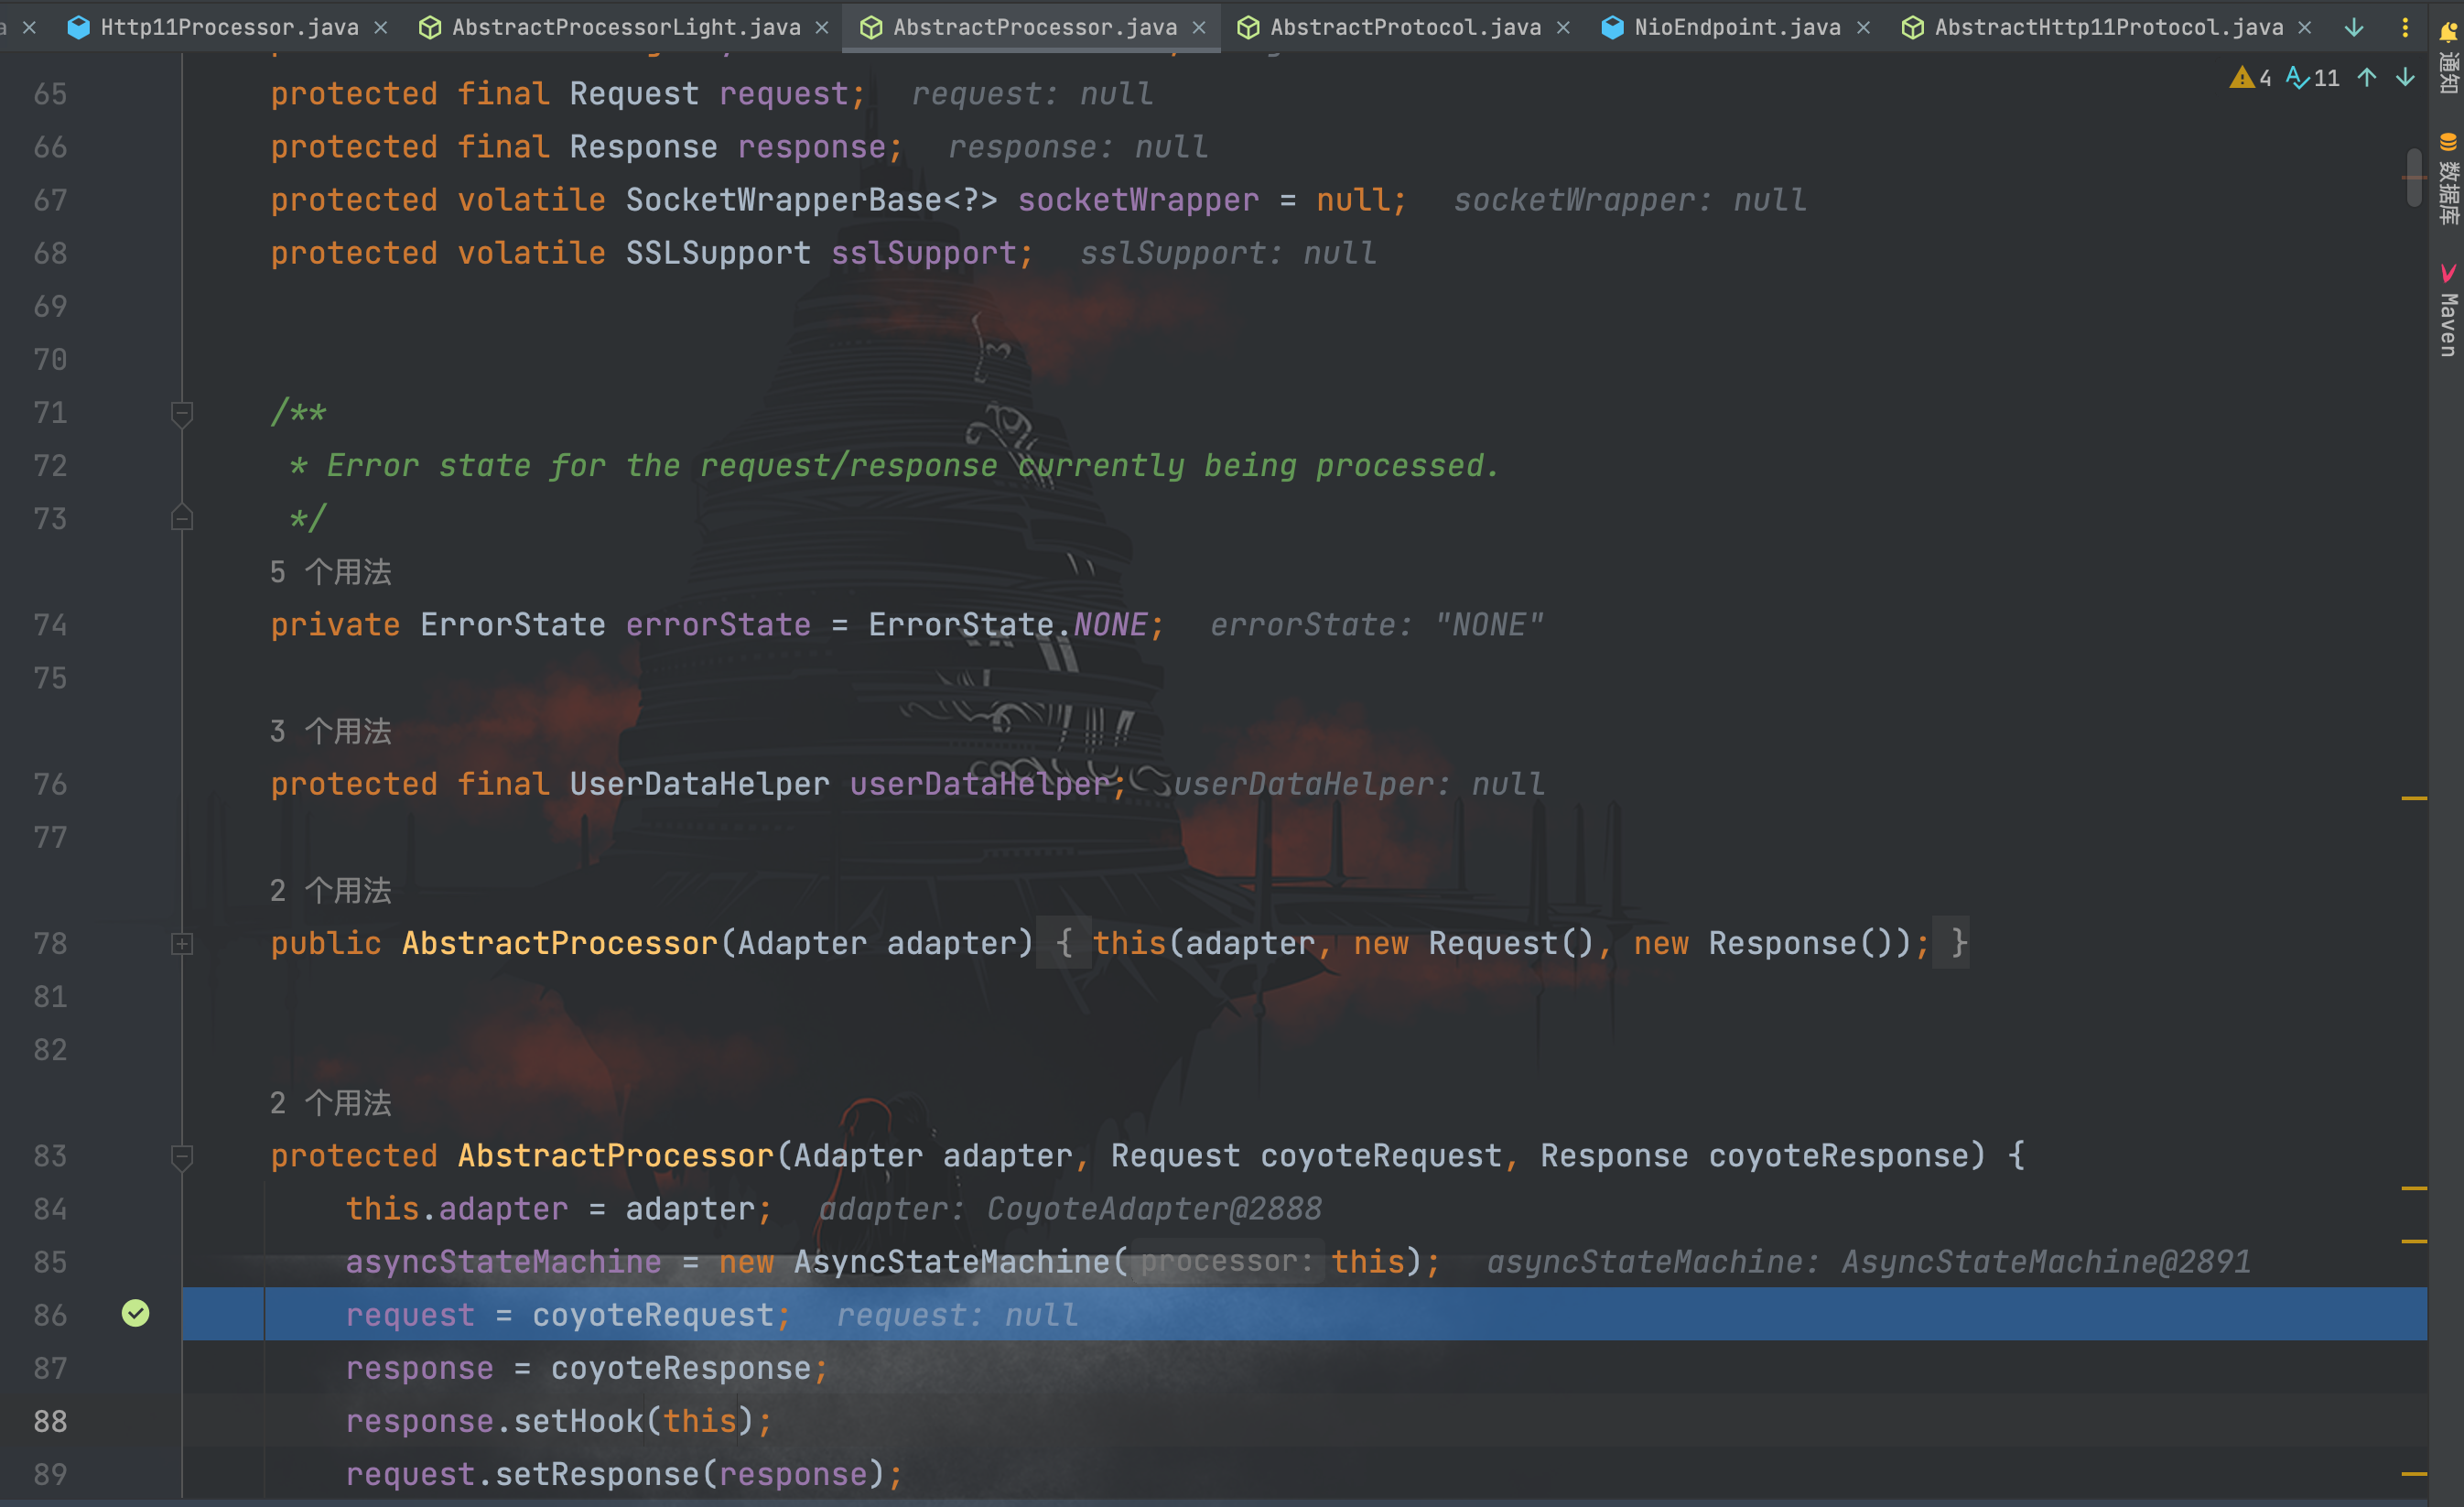 a × Http11Processor.java × AbstractProcessorLight.java × AbstractProcessor.java × AbstractProtocol.java × NioEndpoint.java × AbstractHttp11Protocol.java ×
4 11
65 protected final Request request; request: null
66 protected final Response response; response: null
67 protected volatile SocketWrapperBase<?> socketWrapper = null; socketWrapper: null
68 protected volatile SSLSupport sslSupport; sslSupport: null
69
70
71 /**
72 * Error state for the request/response currently being processed.
73 */
5 个用法
74 private ErrorState errorState = ErrorState.NONE; errorState: "NONE"
75
3 个用法
76 protected final UserDataHelper userDataHelper; userDataHelper: null
77
2 个用法
78 public AbstractProcessor(Adapter adapter) { this(adapter, new Request(), new Response()); }
81
82
2 个用法
83 protected AbstractProcessor(Adapter adapter, Request coyoteRequest, Response coyoteResponse) {
84 this.adapter = adapter; adapter: CoyoteAdapter@2888
85 asyncStateMachine = new AsyncStateMachine( processor: this); asyncStateMachine: AsyncStateMachine@2891
86 request = coyoteRequest; request: null
87 response = coyoteResponse;
88 response.setHook(this);
89 request.setResponse(response);
通知
数据库
Maven